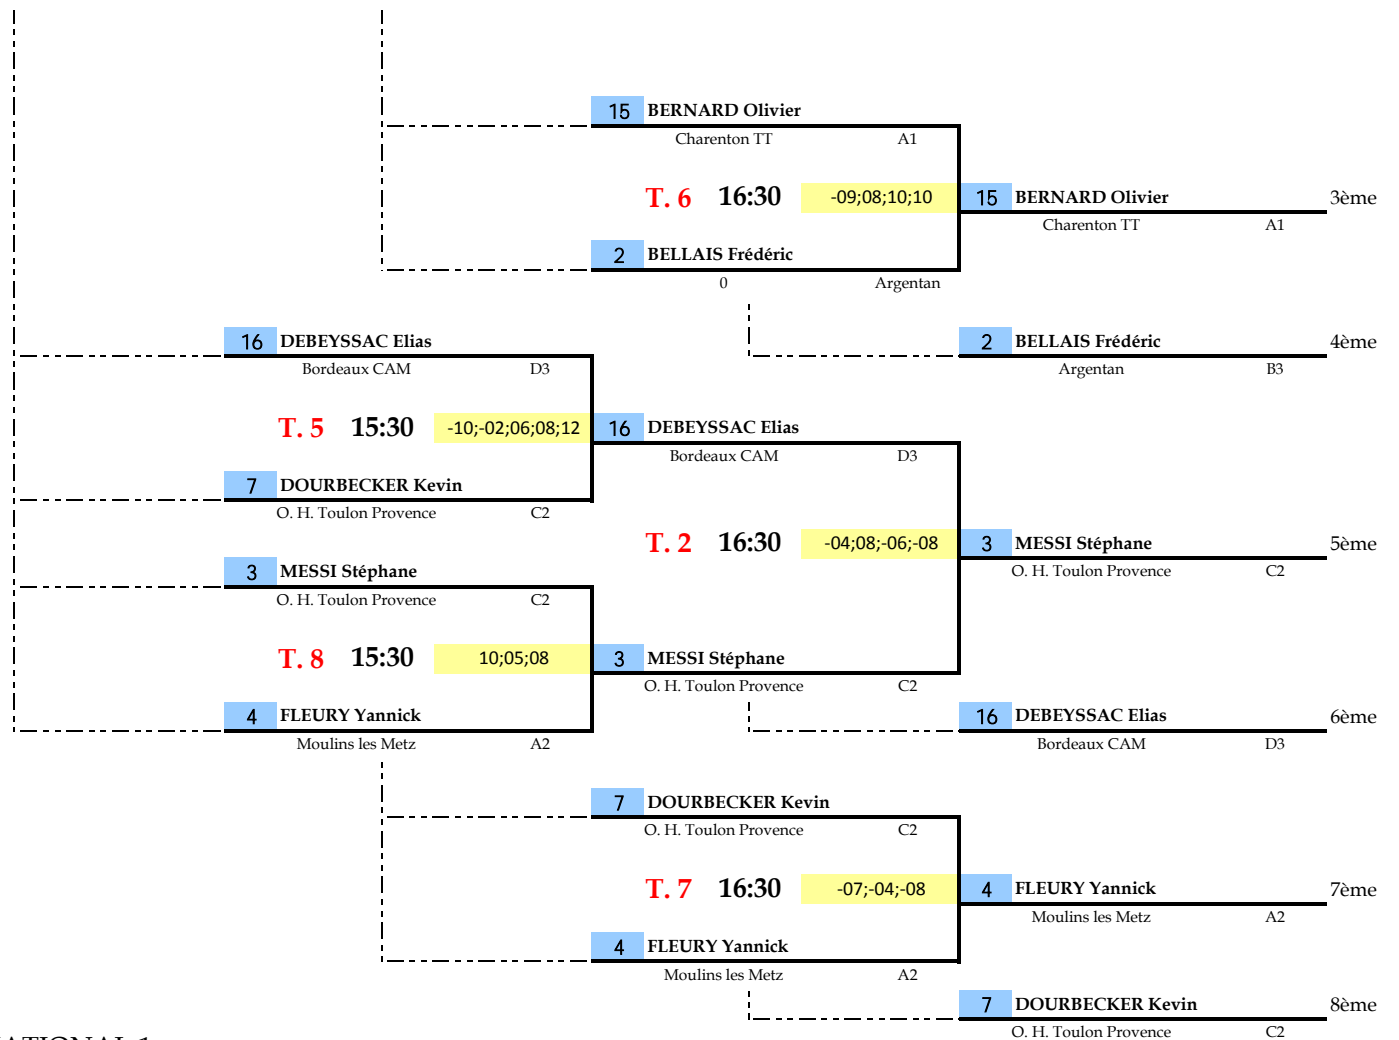 15 BERNARD Olivier
Charenton TT A1
T. 6 16:30 -09;08;10;10 15 BERNARD Olivier 3ème
Charenton TT A1
2 BELLAIS Frédéric
0 Argentan
16 DEBEYSSAC Elias 2 BELLAIS Frédéric 4ème
Bordeaux CAM D3 Argentan B3
T. 5 15:30 -10;-02;06;08;12 16 DEBEYSSAC Elias
Bordeaux CAM D3
7 DOURBECKER Kevin
O. H. Toulon Provence C2
T. 2 16:30 -04;08;-06;-08 3 MESSI Stéphane 5ème
3 MESSI Stéphane O. H. Toulon Provence C2
O. H. Toulon Provence C2
T. 8 15:30 10;05;08 3 MESSI Stéphane
O. H. Toulon Provence C2
4 FLEURY Yannick 16 DEBEYSSAC Elias 6ème
Moulins les Metz A2 Bordeaux CAM D3
7 DOURBECKER Kevin
O. H. Toulon Provence C2
T. 7 16:30 -07;-04;-08 4 FLEURY Yannick 7ème
Moulins les Metz A2
4 FLEURY Yannick
Moulins les Metz A2
7 DOURBECKER Kevin 8ème
O. H. Toulon Provence C2